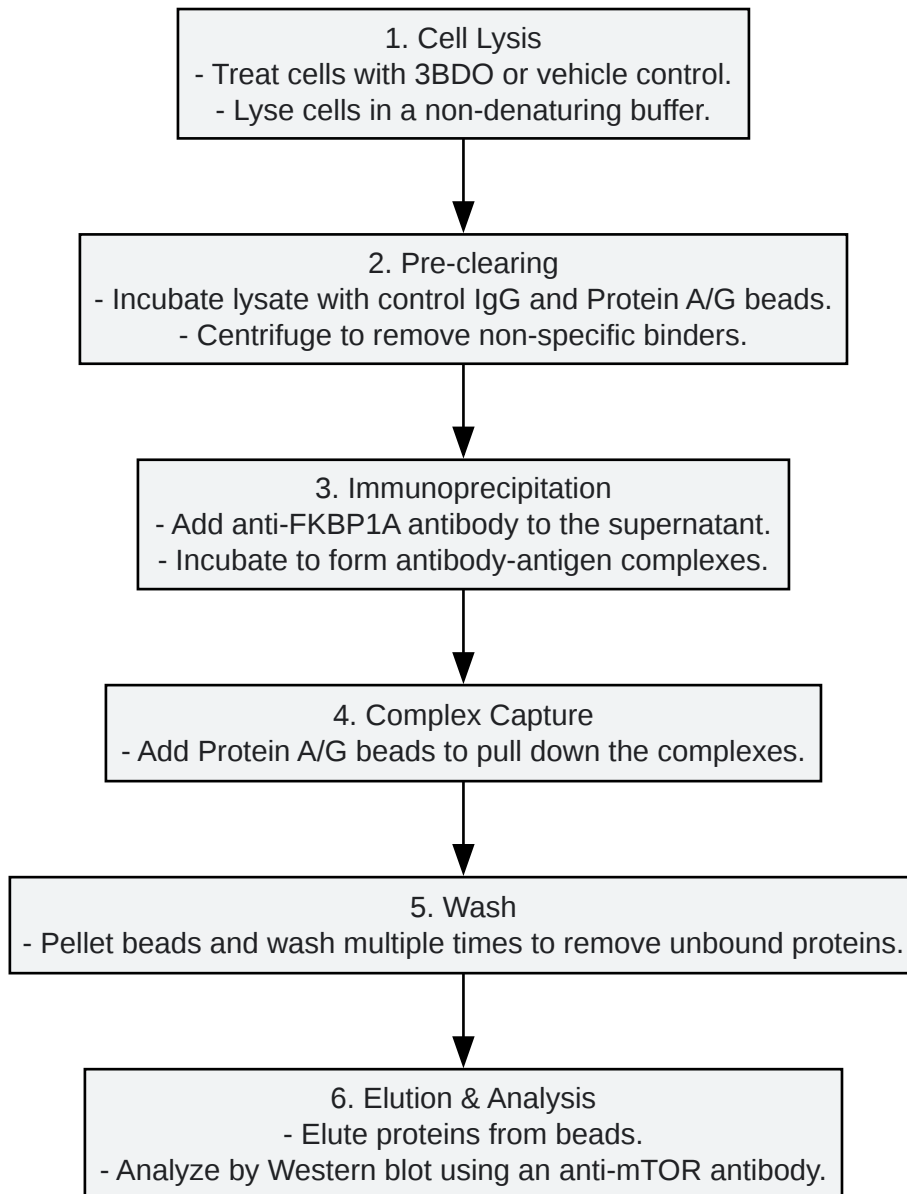 1. Cell Lysis
- Treat cells with 3BDO or vehicle control.
- Lyse cells in a non-denaturing buffer.
2. Pre-clearing
- Incubate lysate with control IgG and Protein A/G beads.
- Centrifuge to remove non-specific binders.
3. Immunoprecipitation
- Add anti-FKBP1A antibody to the supernatant.
- Incubate to form antibody-antigen complexes.
4. Complex Capture
- Add Protein A/G beads to pull down the complexes.
5. Wash
- Pellet beads and wash multiple times to remove unbound proteins.
6. Elution & Analysis
- Elute proteins from beads.
- Analyze by Western blot using an anti-mTOR antibody.